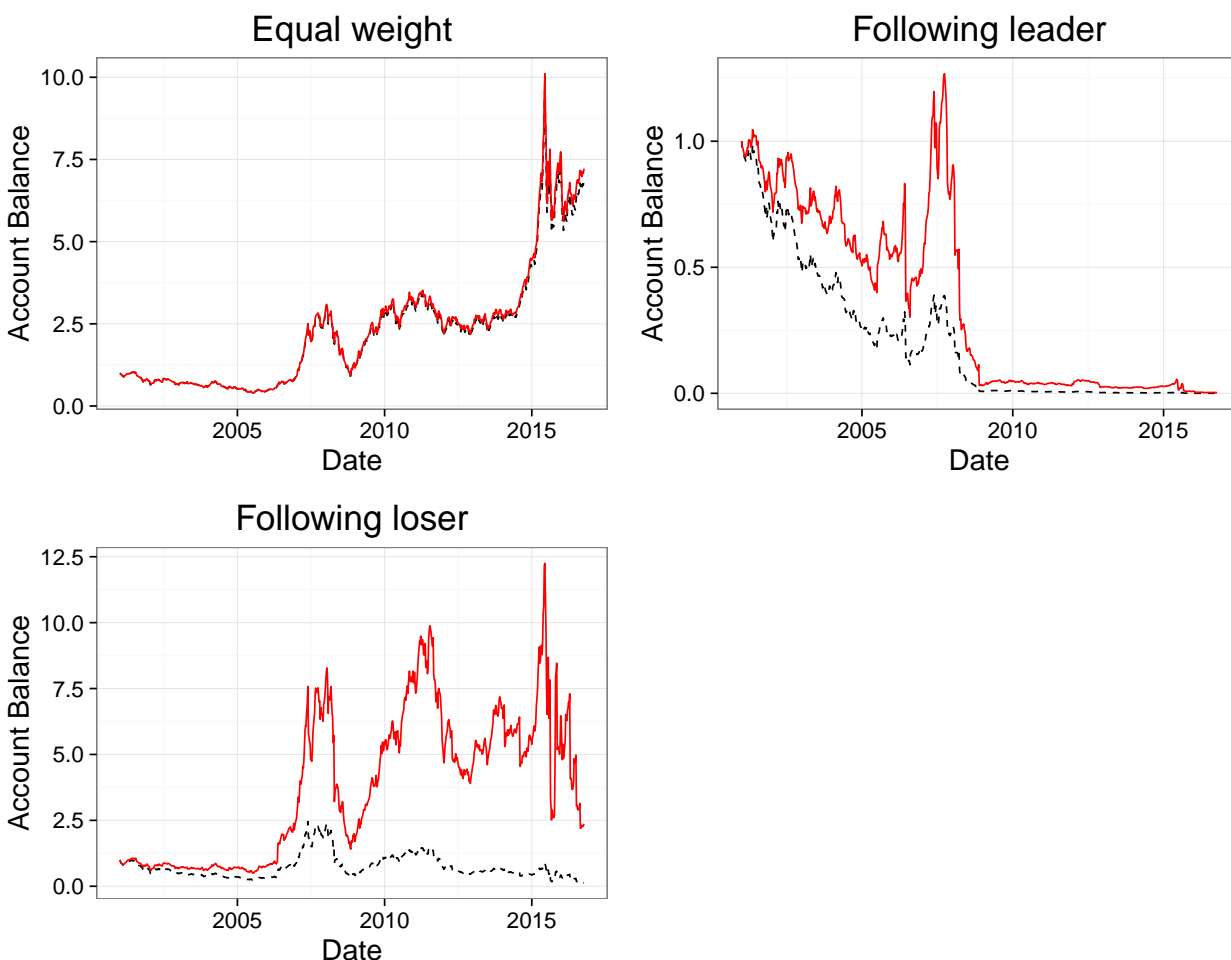 Equal weight
10.0
7.5
5.0
2.5
0.0
Account Balance
2005 2010 2015
Date
Following leader
1.0
0.5
0.0
Account Balance
2005 2010 2015
Date
Following loser
12.5
10.0
7.5
5.0
2.5
0.0
Account Balance
2005 2010 2015
Date